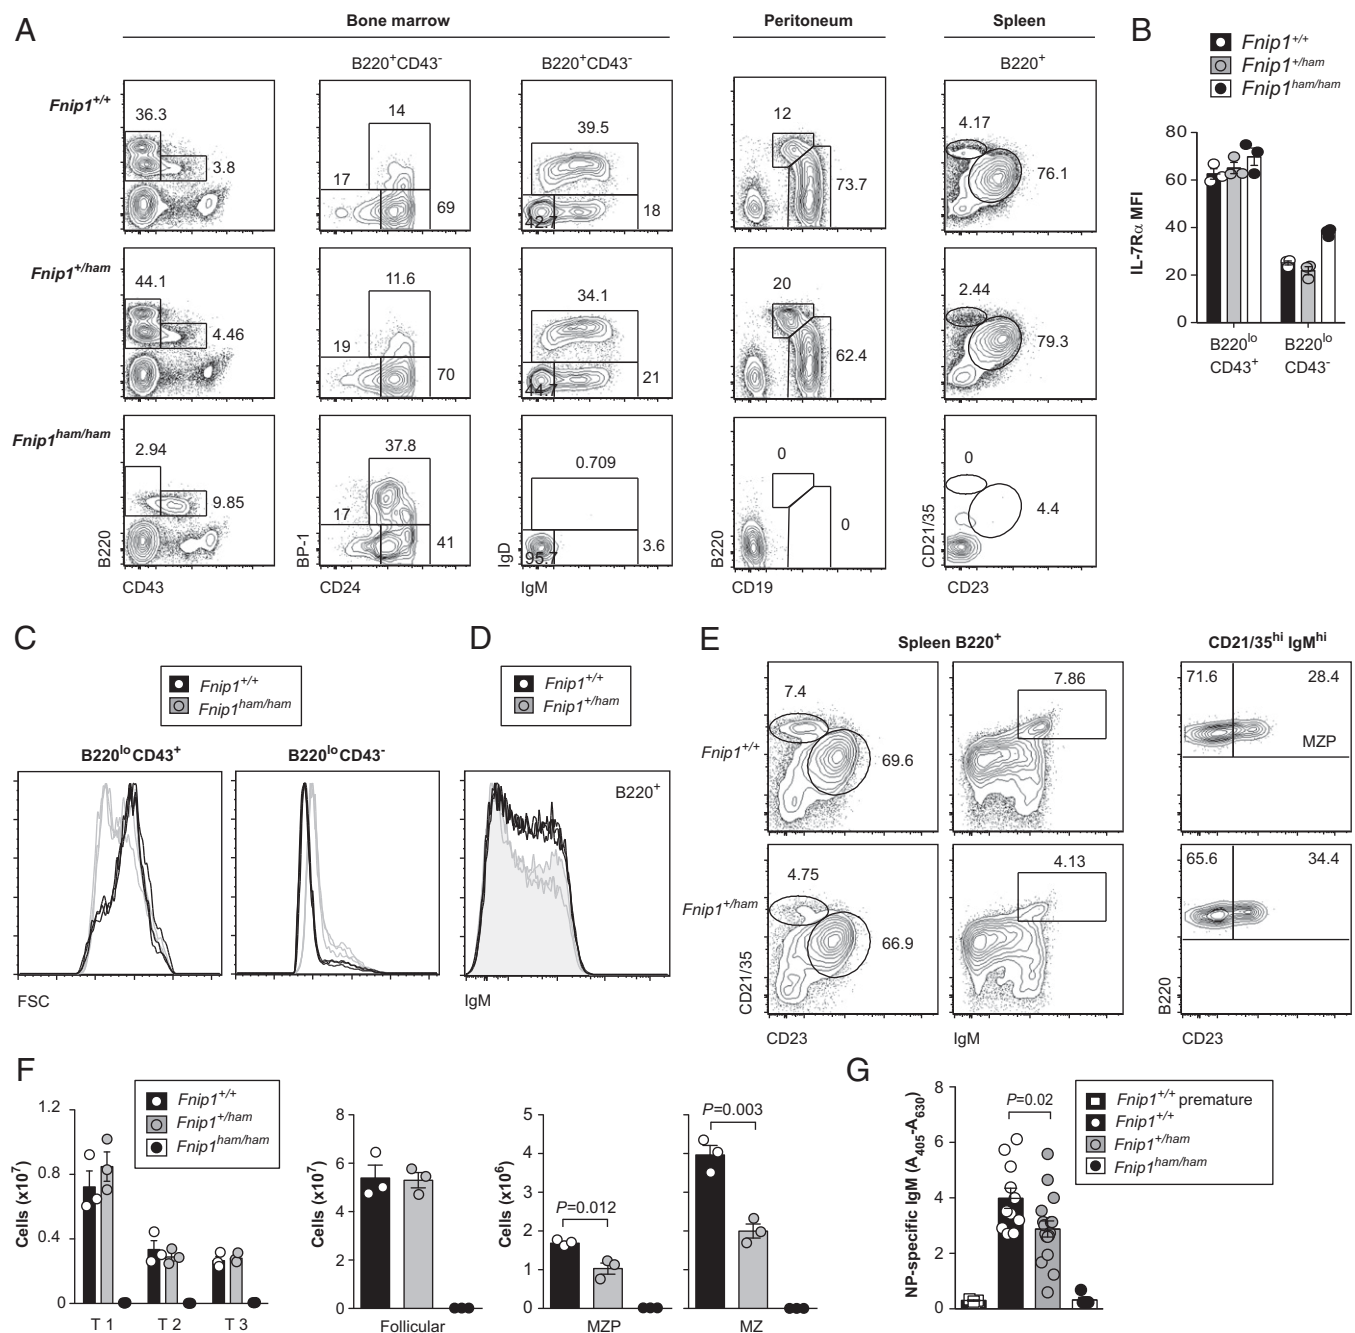 A
Bone marrow
Peritoneum
Spleen
B220+CD43-
B220+CD43-
B220+
Fnip1+/+
36.3
3.8
14
17
69
39.5
18
42.7
12
73.7
4.17
76.1
Fnip1+/ham
44.1
4.46
11.6
19
70
34.1
21
44.7
20
62.4
2.44
79.3
Fnip1ham/ham
2.94
9.85
37.8
17
41
0.709
3.6
95.7
0
0
0
4.4
B220
CD43
BP-1
CD24
IgD
IgM
B220
CD19
CD21/35
CD23
B
Fnip1+/+
Fnip1+/ham
Fnip1ham/ham
IL-7Rα MFI
80
60
40
20
0
B220lo
CD43+
B220lo
CD43-
C
Fnip1+/+
Fnip1ham/ham
B220loCD43+
B220loCD43-
FSC
D
Fnip1+/+
Fnip1+/ham
B220+
IgM
E
Spleen B220+
CD21/35hi IgMhi
Fnip1+/+
7.4
69.6
7.86
71.6
28.4
MZP
Fnip1+/ham
4.75
66.9
4.13
65.6
34.4
CD21/35
CD23
IgM
B220
CD23
F
Fnip1+/+
Fnip1+/ham
Fnip1ham/ham
Cells (x10⁷)
1.2
0.8
0.4
0
T 1
T 2
T 3
Cells (x10⁷)
8
6
4
2
0
Follicular
Cells (x10⁶)
5
4
3
2
1
0
P=0.012
MZP
P=0.003
MZ
G
NP-specific IgM (A405-A630)
8
6
4
2
0
P=0.02
Fnip1+/+ premature
Fnip1+/+
Fnip1+/ham
Fnip1ham/ham